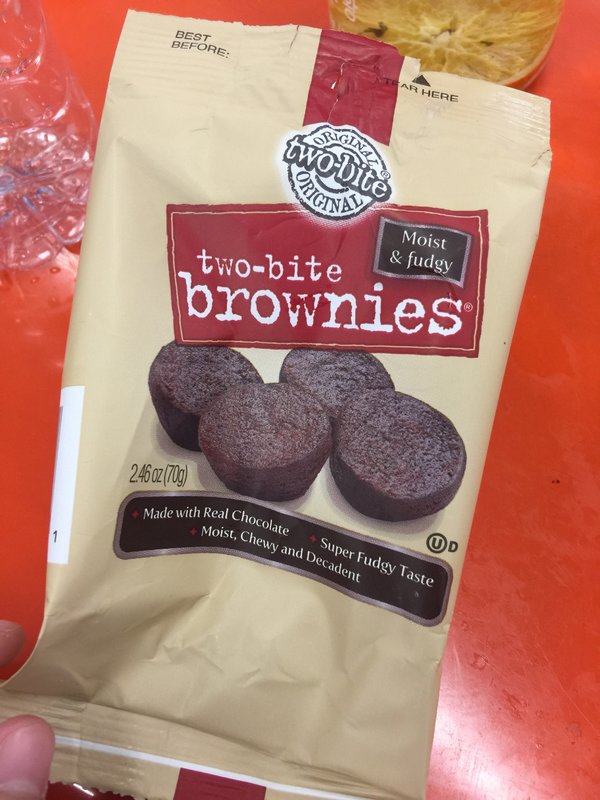 BEST
BEFORE:
TEAR HERE
ORIGINAL
two-bite®
ORIGINAL
Moist
& fudgy
two-bite
brownies®
2.46 oz (70g)
Made with Real Chocolate
Super Fudgy Taste
Moist, Chewy and Decadent
U D
1